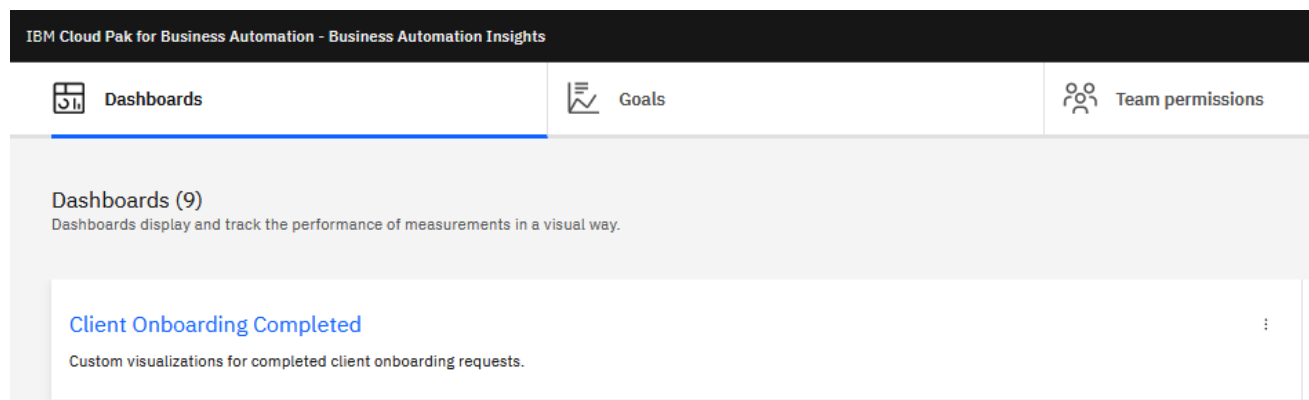 IBM Cloud Pak for Business Automation - Business Automation Insights
Dashboards
Goals
Team permissions
Dashboards (9)
Dashboards display and track the performance of measurements in a visual way.
Client Onboarding Completed
Custom visualizations for completed client onboarding requests.